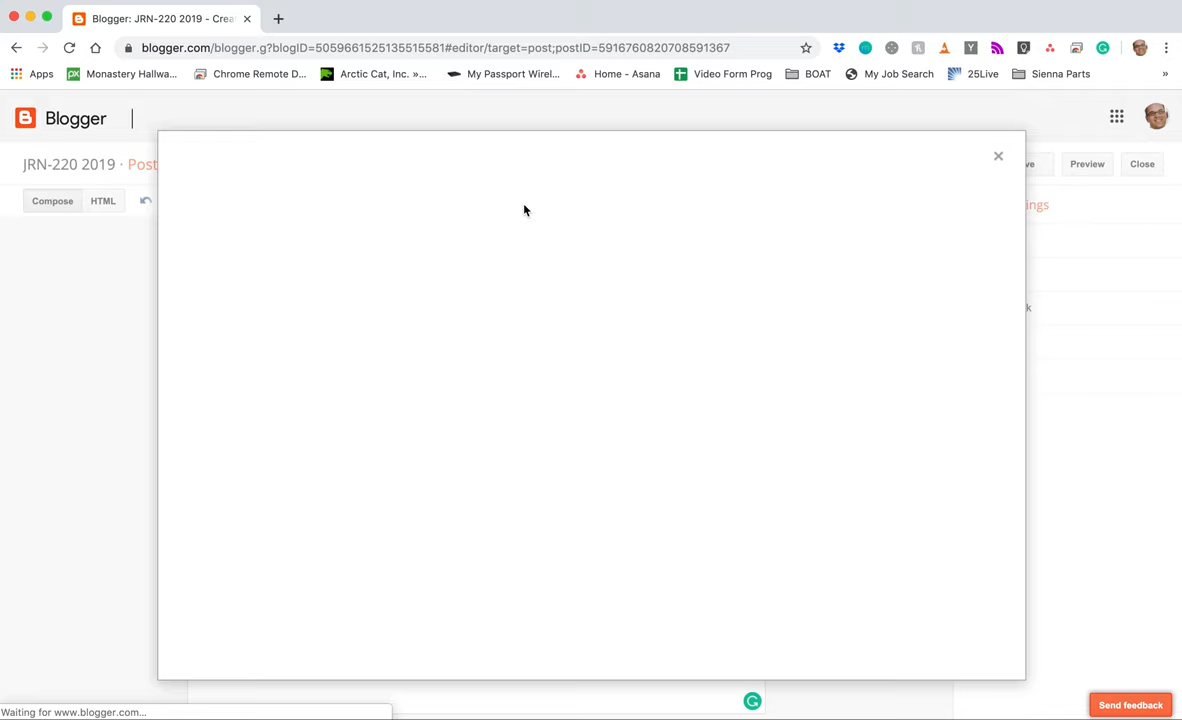 Blogger: JRN-220 2019 - Crea
blogger.com/blogger.g?blogID=5059661525135515581#editor/target=post;postID=5916760820708591367
Apps
Monastery Hallwa...
Chrome Remote D...
Arctic Cat, Inc. »...
My Passport Wirel...
Home - Asana
Video Form Prog
BOAT
My Job Search
25Live
Sienna Parts
»
Blogger
JRN-220 2019 · Post
ve
Preview
Close
Compose
HTML
ings
k
Send feedback
Waiting for www.blogger.com...